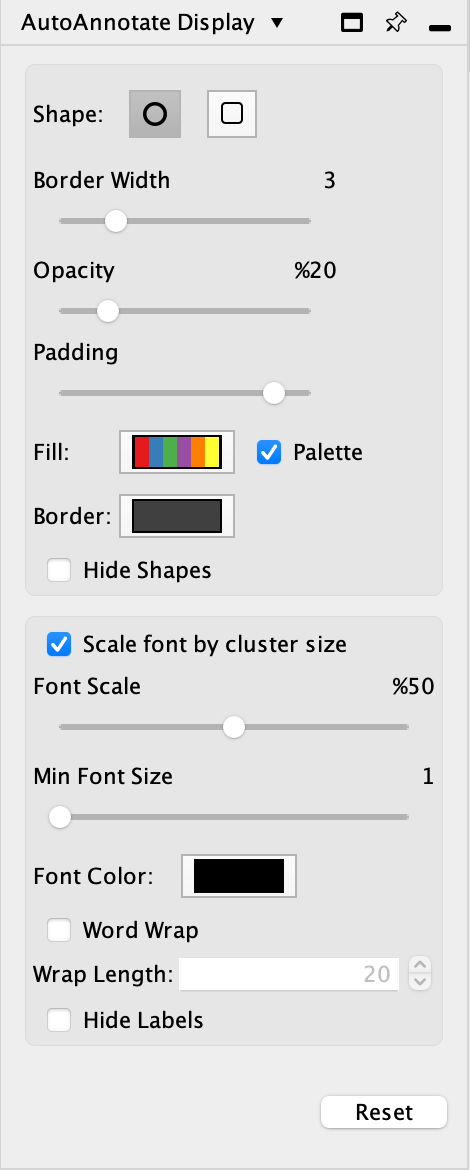 AutoAnnotate Display
Shape:
Border Width 3
Opacity %20
Padding
Fill: Palette
Border:
Hide Shapes
Scale font by cluster size
Font Scale %50
Min Font Size 1
Font Color:
Word Wrap
Wrap Length: 20
Hide Labels
Reset